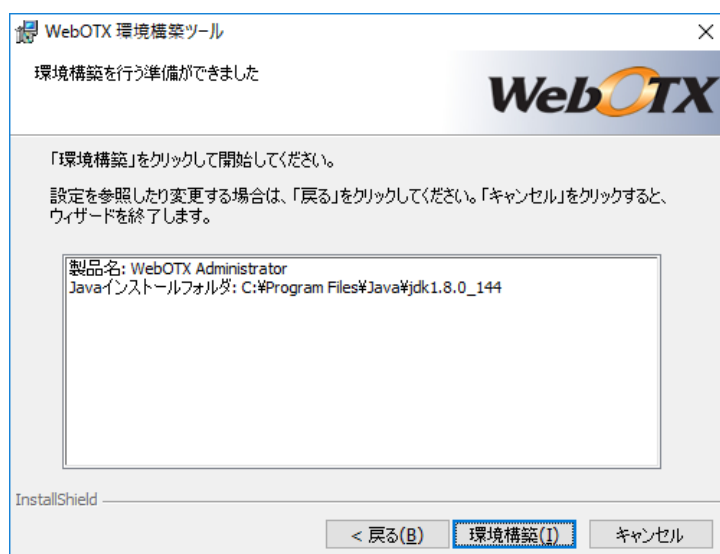 WebOTX 環境構築ツール
環境構築を行う準備ができました
WebOTX
「環境構築」をクリックして開始してください。
設定を参照したり変更する場合は、「戻る」をクリックしてください。「キャンセル」をクリックすると、
ウィザードを終了します。
製品名: WebOTX Administrator
Javaインストールフォルダ: C:¥Program Files¥Java¥jdk1.8.0_144
InstallShield
< 戻る(B) 環境構築(I) キャンセル